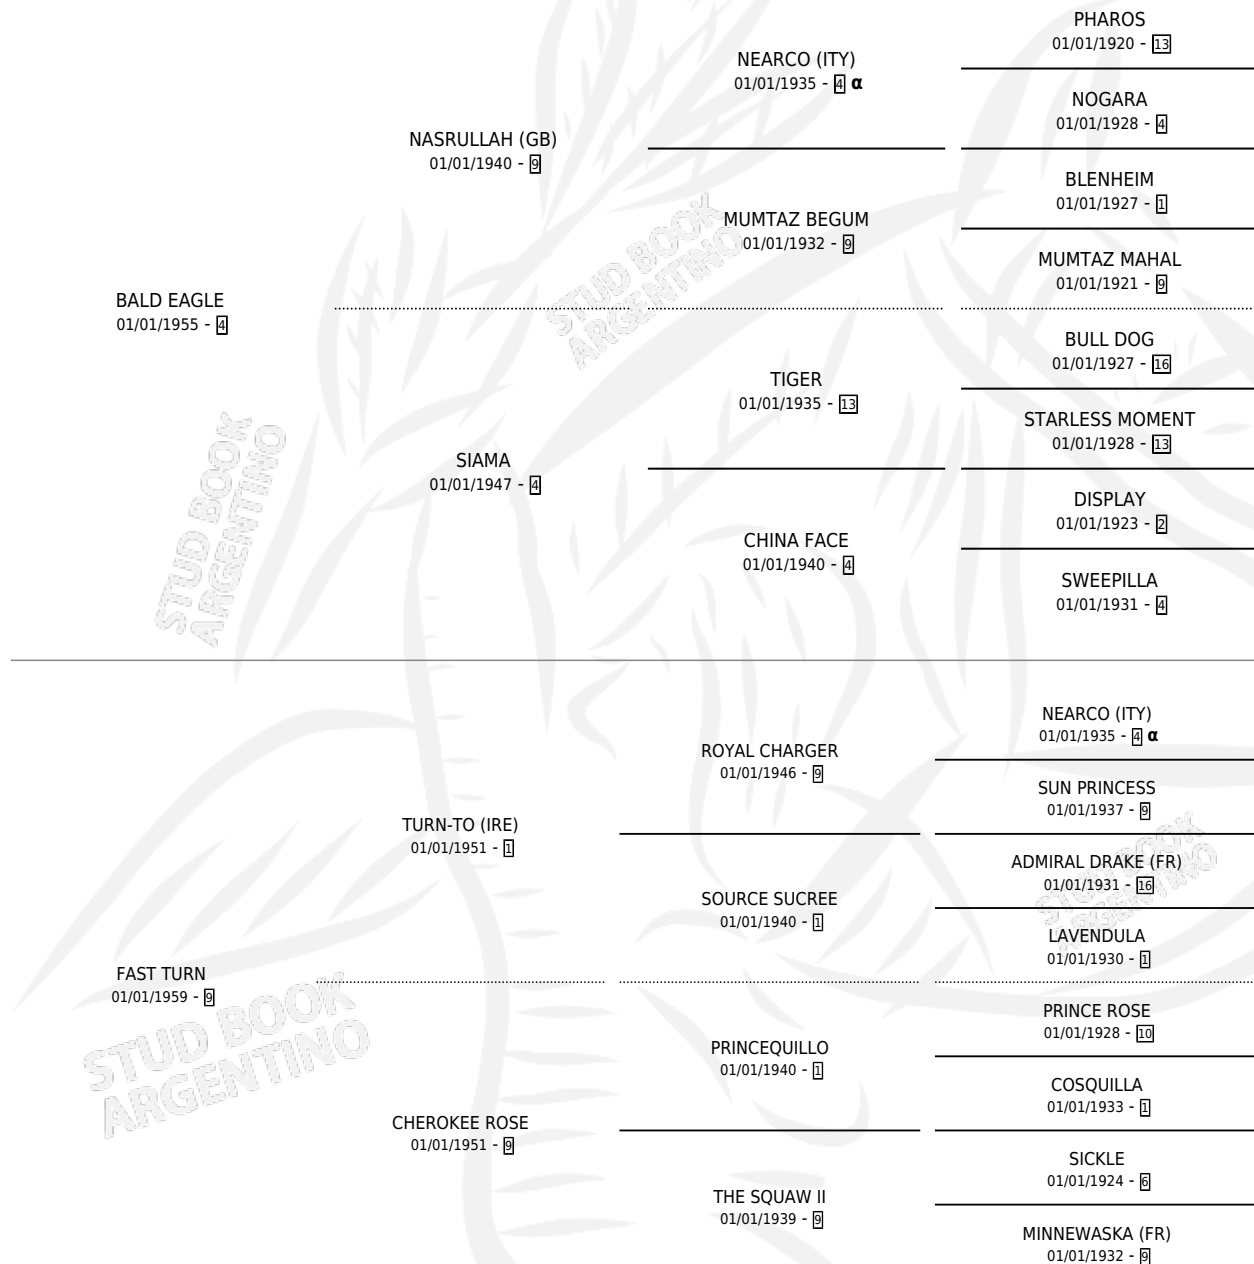 PHAROS
01/01/1920 - 13
NEARCO (ITY)
01/01/1935 - 4 α
NOGARA
01/01/1928 - 4
NASRULLAH (GB)
01/01/1940 - 9
BLENHEIM
01/01/1927 - 1
MUMTAZ BEGUM
01/01/1932 - 9
MUMTAZ MAHAL
01/01/1921 - 9
BALD EAGLE
01/01/1955 - 4
BULL DOG
01/01/1927 - 16
TIGER
01/01/1935 - 13
STARLESS MOMENT
01/01/1928 - 13
SIAMA
01/01/1947 - 4
DISPLAY
01/01/1923 - 2
CHINA FACE
01/01/1940 - 4
SWEEPILLA
01/01/1931 - 4
NEARCO (ITY)
01/01/1935 - 4 α
ROYAL CHARGER
01/01/1946 - 9
SUN PRINCESS
01/01/1937 - 9
TURN-TO (IRE)
01/01/1951 - 1
ADMIRAL DRAKE (FR)
01/01/1931 - 16
SOURCE SUCREE
01/01/1940 - 1
LAVENDULA
01/01/1930 - 1
FAST TURN
01/01/1959 - 9
PRINCE ROSE
01/01/1928 - 10
PRINCEQUILLO
01/01/1940 - 1
COSQUILLA
01/01/1933 - 1
CHEROKEE ROSE
01/01/1951 - 9
SICKLE
01/01/1924 - 6
THE SQUAW II
01/01/1939 - 9
MINNEWASKA (FR)
01/01/1932 - 9
STUD BOOK
ARGENTINO
STUD BOOK
ARGENTINO
STUD BOOK
ARGENTINO
STUD BOOK
ARGENTINO